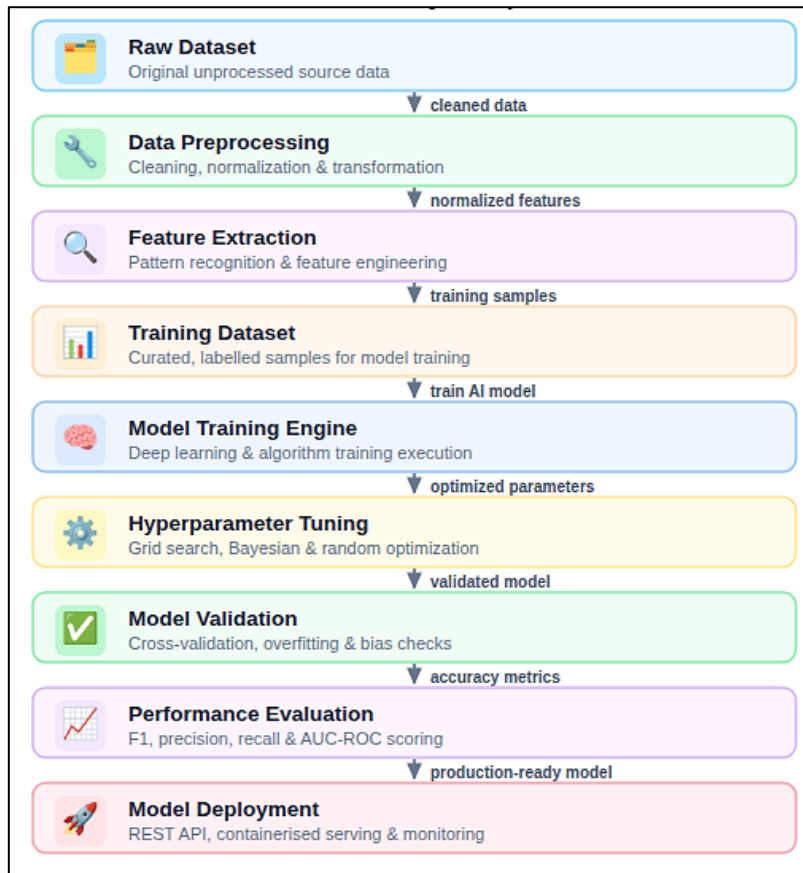 Raw Dataset
Original unprocessed source data
cleaned data
Data Preprocessing
Cleaning, normalization & transformation
normalized features
Feature Extraction
Pattern recognition & feature engineering
training samples
Training Dataset
Curated, labelled samples for model training
train AI model
Model Training Engine
Deep learning & algorithm training execution
optimized parameters
Hyperparameter Tuning
Grid search, Bayesian & random optimization
validated model
Model Validation
Cross-validation, overfitting & bias checks
accuracy metrics
Performance Evaluation
F1, precision, recall & AUC-ROC scoring
production-ready model
Model Deployment
REST API, containerised serving & monitoring